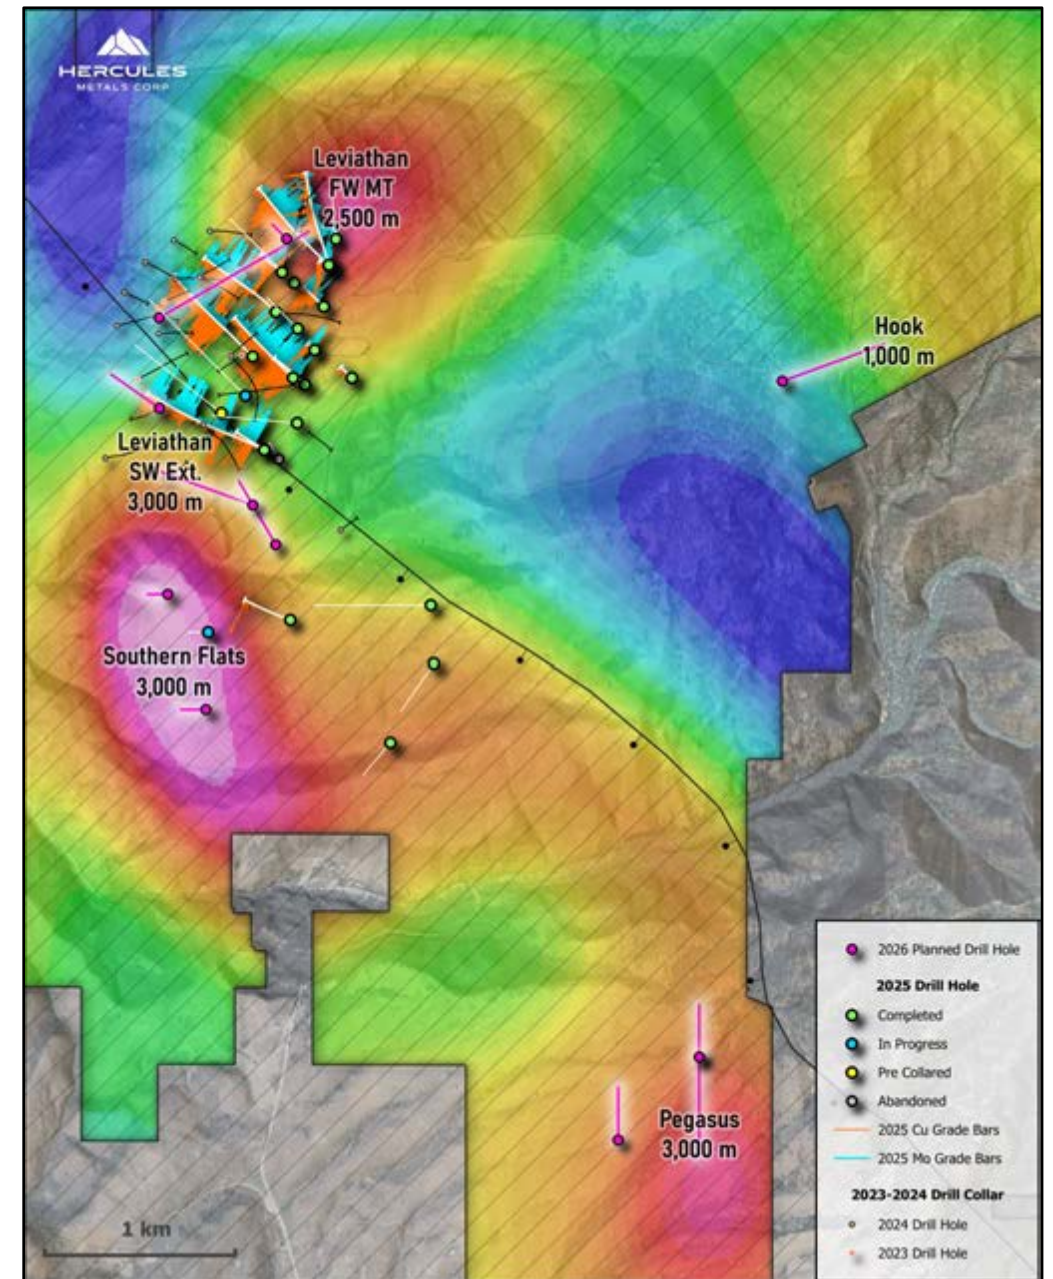 HERCULES
METALS CORP
Leviathan
FW MT
2,500 m
Hook
1,000 m
Leviathan
SW Ext.
3,000 m
Southern Flats
3,000 m
Pegasus
3,000 m
1 km
2026 Planned Drill Hole
2025 Drill Hole
Completed
In Progress
Pre Collared
Abandoned
2025 Cu Grade Bars
2025 Mo Grade Bars
2023-2024 Drill Collar
2024 Drill Hole
2023 Drill Hole